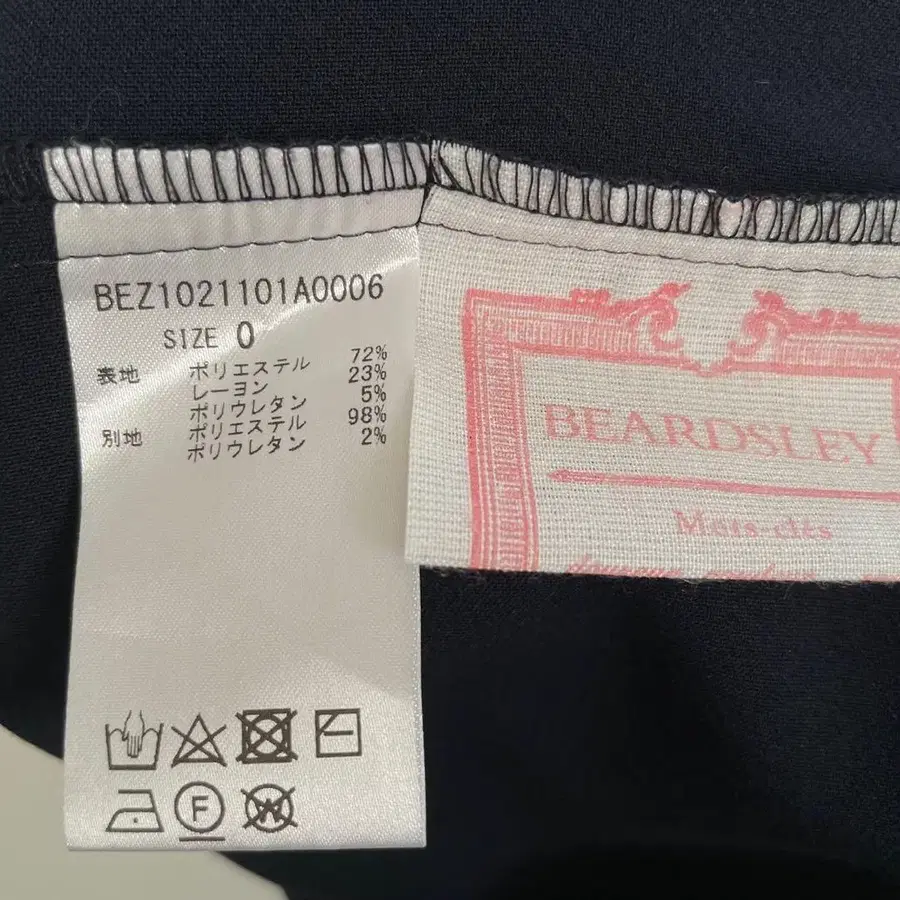 BEZ1021101A0006
SIZE 0
表地 ポリエステル 72%
レーヨン 23%
ポリウレタン 5%
別地 ポリエステル 98%
ポリウレタン 2%
F
W
BEARDSLEY
Mots-clés